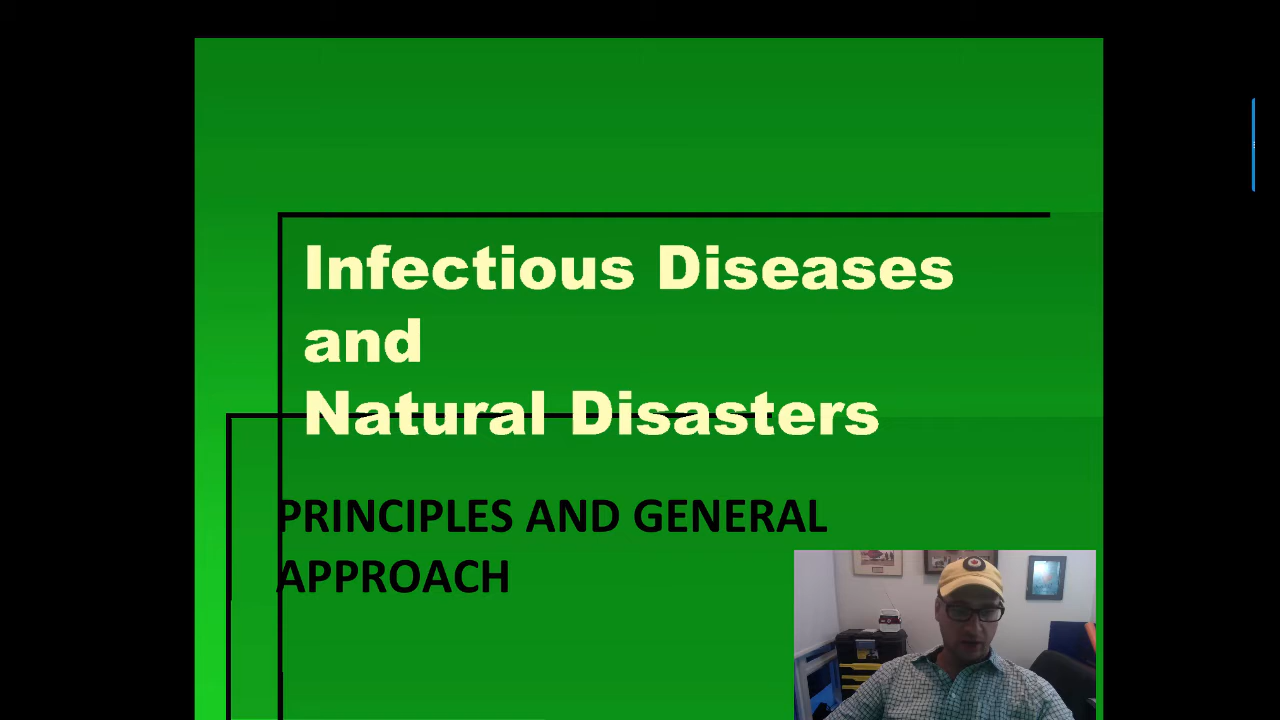 Infectious Diseases
and
Natural Disasters
PRINCIPLES AND GENERAL
APPROACH